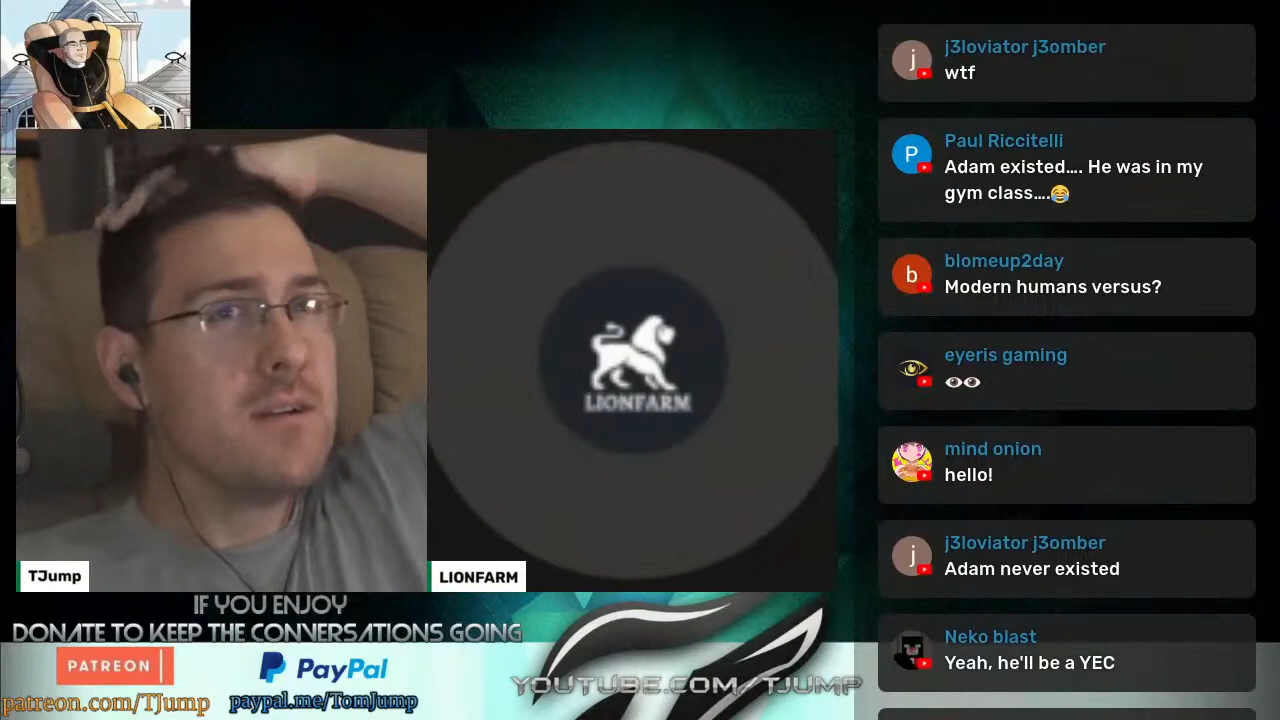 j3loviator j3omber
wtf
Paul Riccitelli
Adam existed.... He was in my
gym class....😂
blomeup2day
Modern humans versus?
eyeris gaming
👁👁
mind onion
hello!
j3loviator j3omber
Adam never existed
Neko blast
Yeah, he'll be a YEC
LIONFARM
TJump
LIONFARM
IF YOU ENJOY
DONATE TO KEEP THE CONVERSATIONS GOING
PATREON
PayPal
patreon.com/TJump
paypal.me/TomJump
YOUTUBE.COM/TJUMP